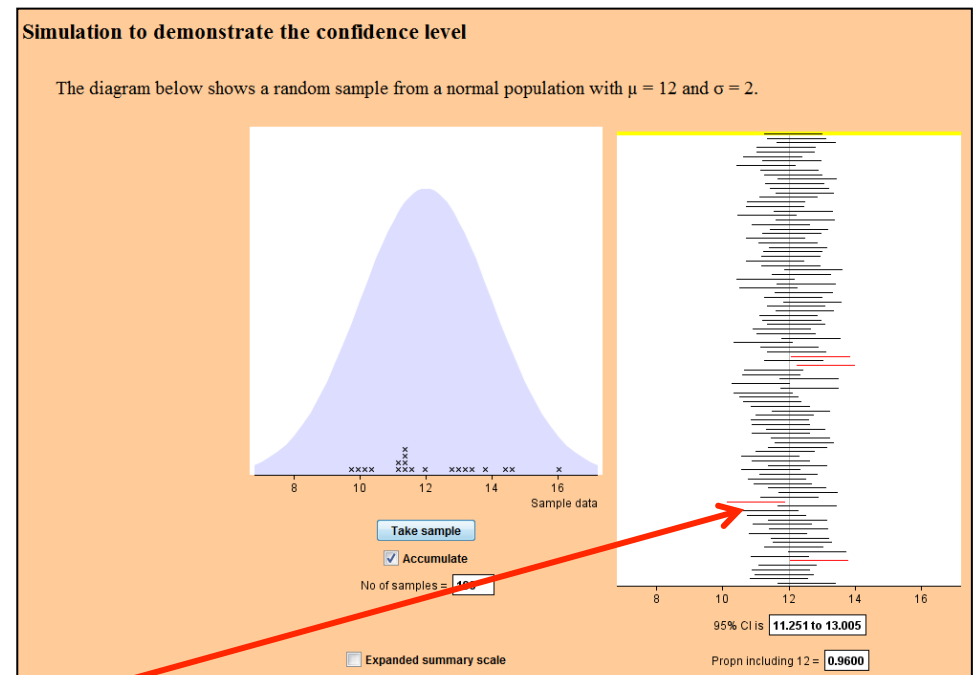 Simulation to demonstrate the confidence level
The diagram below shows a random sample from a normal population with μ = 12 and σ = 2.
8 10 12 14 16
Sample data
Take sample
Accumulate
No of samples =
Expanded summary scale
8 10 12 14 16
95% CI is 11.251 to 13.005
Propn including 12 = 0.9600